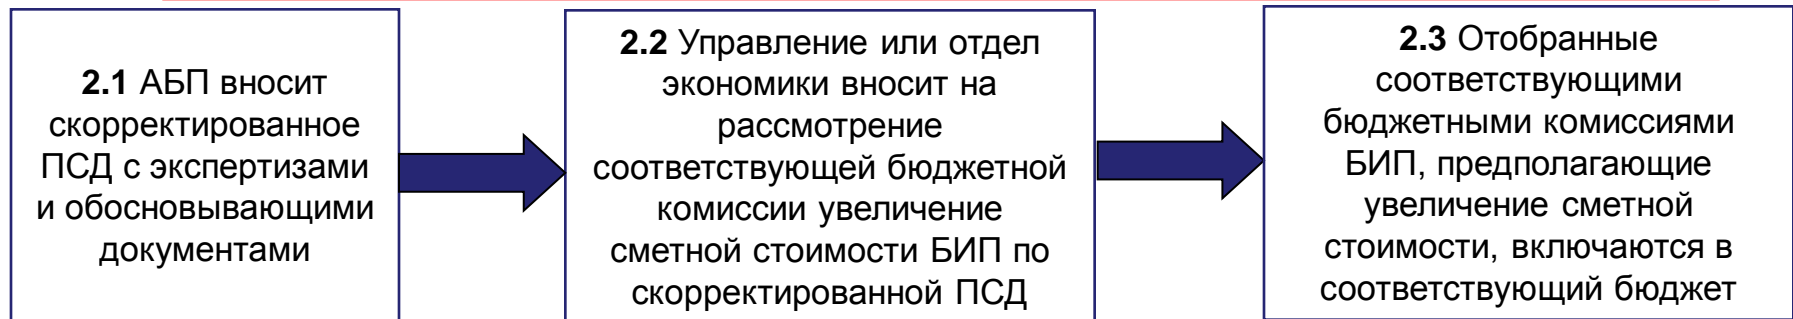 2.1 АБП вносит
скорректированное
ПСД с экспертизами
и обосновывающими
документами
2.2 Управление или отдел
экономики вносит на
рассмотрение
соответствующей бюджетной
комиссии увеличение
сметной стоимости БИП по
скорректированной ПСД
2.3 Отобранные
соответствующими
бюджетными комиссиями
БИП, предполагающие
увеличение сметной
стоимости, включаются в
соответствующий бюджет